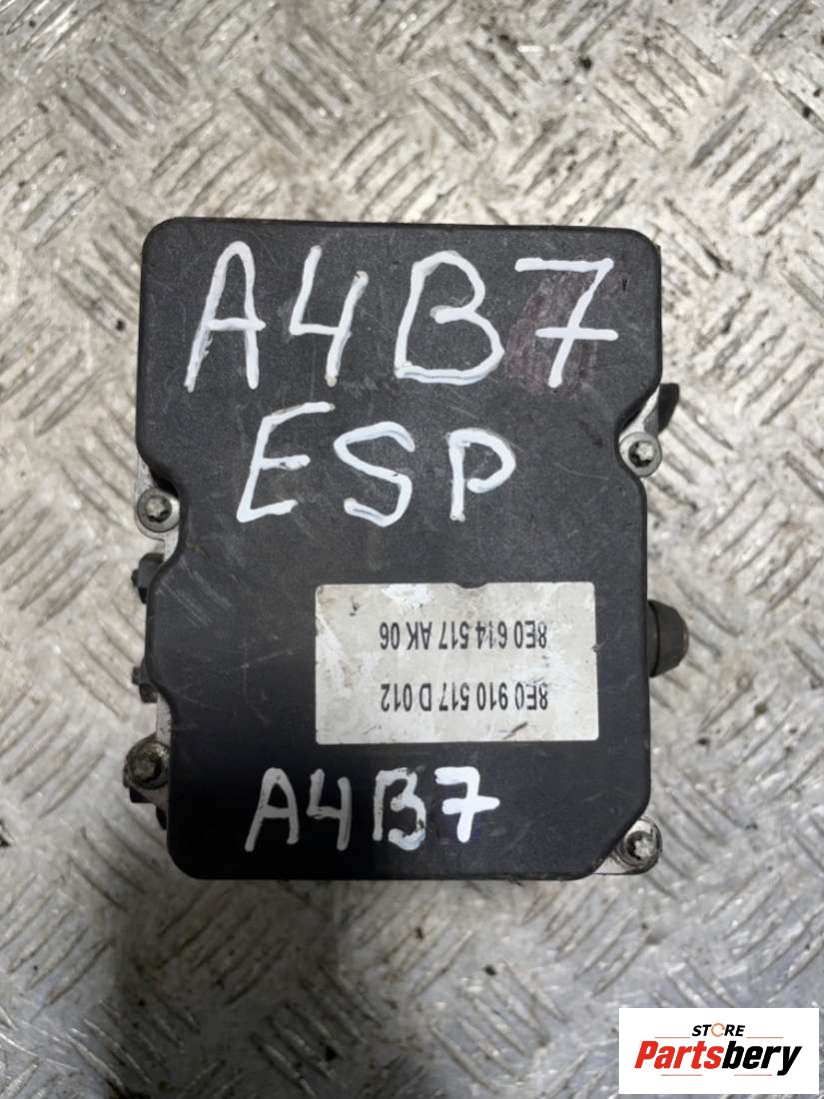 A4B7
ESP
8E0 910 517 D 012
8E0 614 517 AK 06
A4B7
STORE
Partsbery